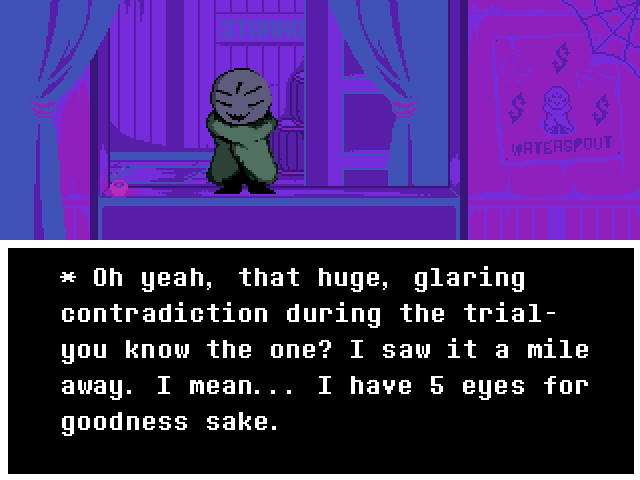 STORAG
$
$ $
WATERSPOUT
* Oh yeah, that huge, glaring
contradiction during the trial-
you know the one? I saw it a mile
away. I mean... I have 5 eyes for
goodness sake.